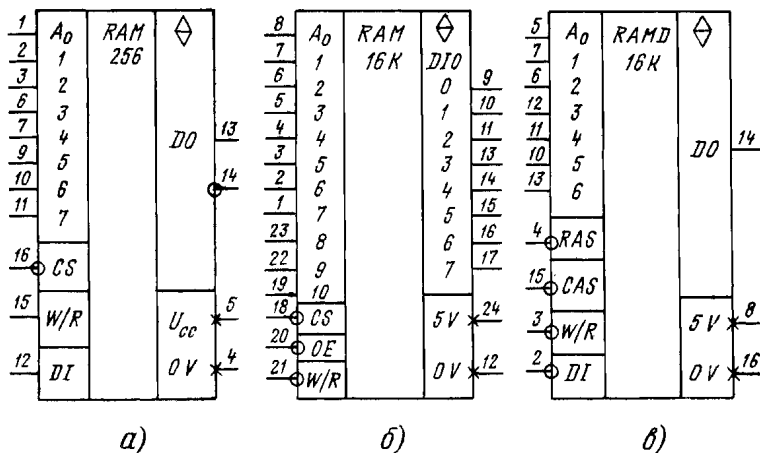 1 A0 RAM
2 1 256
3 2
6 3
7 4 DO 13
9 5
10 6 14
11 7
16 CS
15 W/R Ucc 5
12 DI 0V 4
а)
8 A0 RAM
7 1 16K DIO
6 2 0 9
5 3 1 10
4 4 2 11
3 5 3 13
2 6 4 14
1 7 5 15
23 8 6 16
22 9 7 17
19 10
18 CS 5V 24
20 OE
21 W/R 0V 12
б)
5 A0 RAMD
7 1 16K
6 2
12 3
11 4 DO 14
10 5
13 6
4 RAS
15 CAS
3 W/R 5V 8
2 DI 0V 16
в)